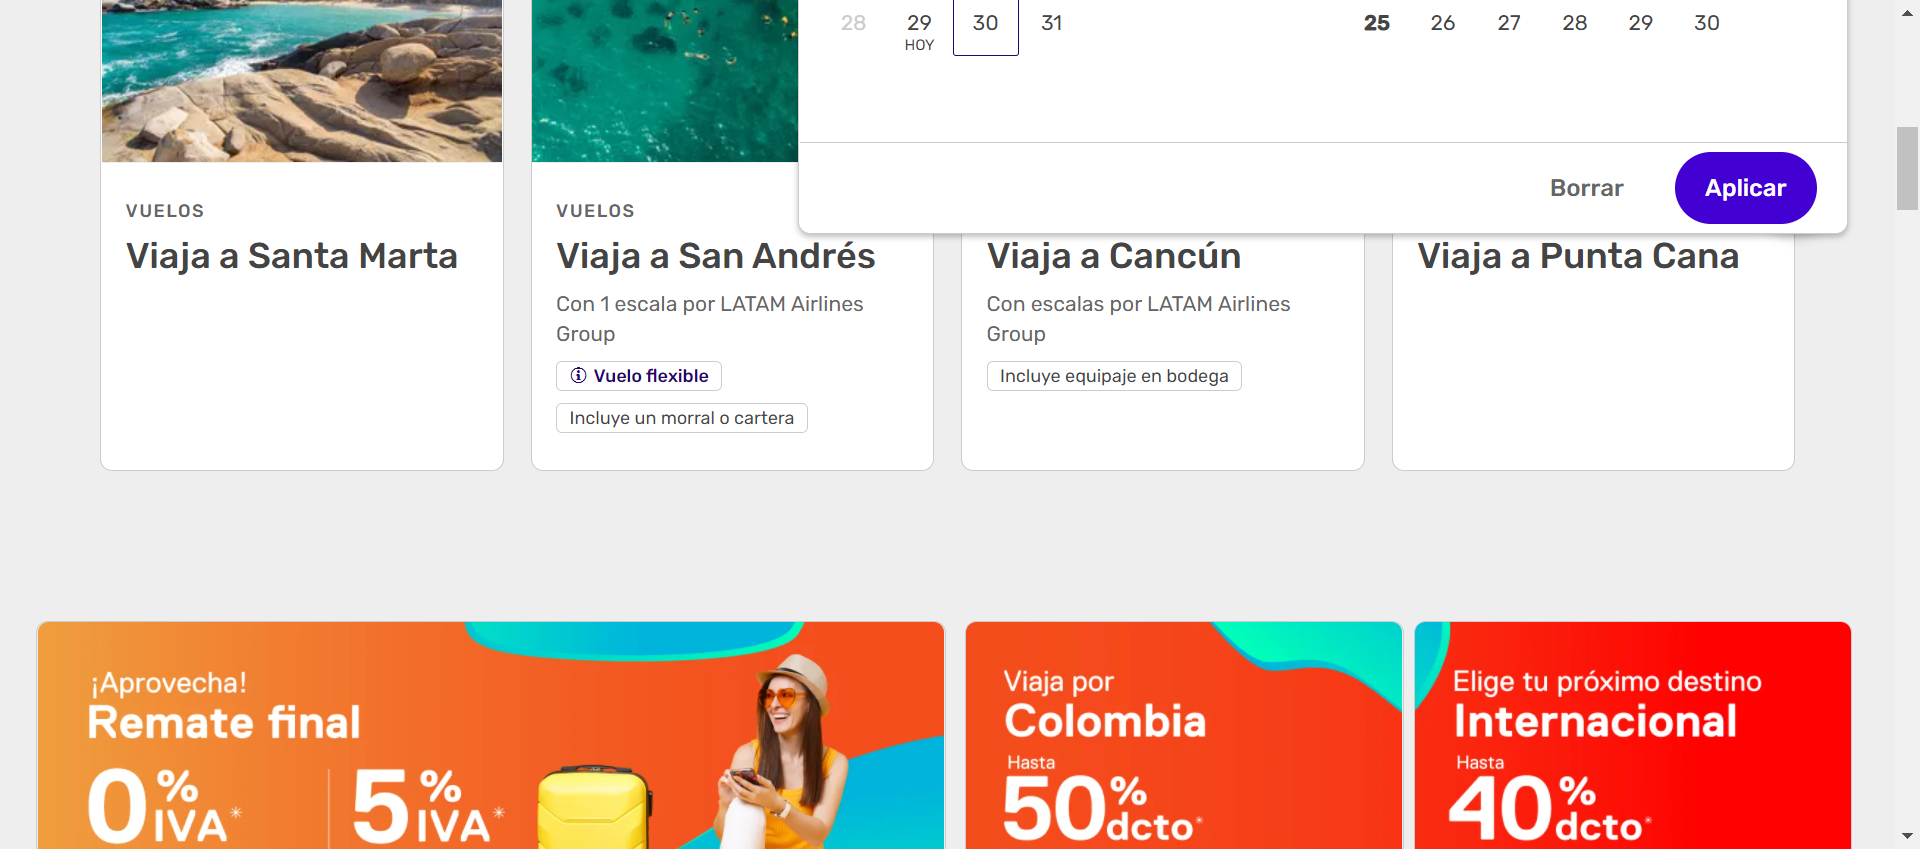 28 29 30 31 25 26 27 28 29 30
HOY
Borrar Aplicar
VUELOS
Viaja a Santa Marta
VUELOS
Viaja a San Andrés
Con 1 escala por LATAM Airlines
Group
Vuelo flexible
Incluye un morral o cartera
Viaja a Cancún
Con escalas por LATAM Airlines
Group
Incluye equipaje en bodega
Viaja a Punta Cana
¡Aprovecha!
Remate final
0% IVA* 5% IVA*
Viaja por
Colombia
Hasta
50% dcto*
Elige tu próximo destino
Internacional
Hasta
40% dcto*